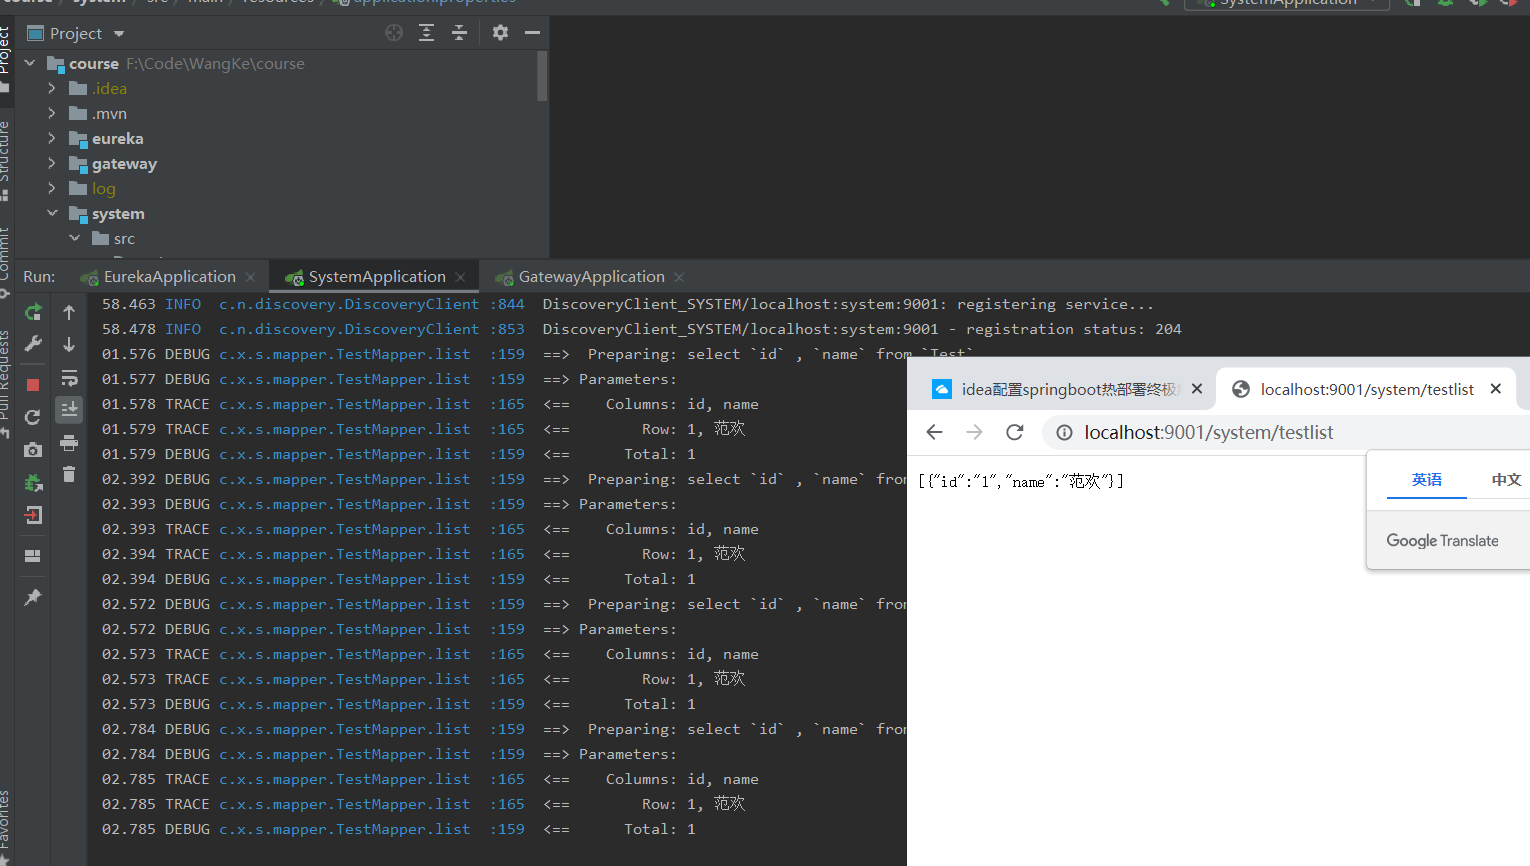 course system src main resources application.properties
SystemApplication
Project
Project
course F:\Code\WangKe\course
.idea
.mvn
eureka
gateway
log
system
src
Structure
Commit
Pull Requests
Favorites
Run: EurekaApplication SystemApplication GatewayApplication
58.463 INFO c.n.discovery.DiscoveryClient :844 DiscoveryClient_SYSTEM/localhost:system:9001: registering service...
58.478 INFO c.n.discovery.DiscoveryClient :853 DiscoveryClient_SYSTEM/localhost:system:9001 - registration status: 204
01.576 DEBUG c.x.s.mapper.TestMapper.list :159 ==> Preparing: select `id` , `name` from `Test`
01.577 DEBUG c.x.s.mapper.TestMapper.list :159 ==> Parameters:
01.578 TRACE c.x.s.mapper.TestMapper.list :165 <== Columns: id, name
01.579 TRACE c.x.s.mapper.TestMapper.list :165 <== Row: 1, 范欢
01.579 DEBUG c.x.s.mapper.TestMapper.list :159 <== Total: 1
02.392 DEBUG c.x.s.mapper.TestMapper.list :159 ==> Preparing: select `id` , `name` from
02.393 DEBUG c.x.s.mapper.TestMapper.list :159 ==> Parameters:
02.393 TRACE c.x.s.mapper.TestMapper.list :165 <== Columns: id, name
02.394 TRACE c.x.s.mapper.TestMapper.list :165 <== Row: 1, 范欢
02.394 DEBUG c.x.s.mapper.TestMapper.list :159 <== Total: 1
02.572 DEBUG c.x.s.mapper.TestMapper.list :159 ==> Preparing: select `id` , `name` from
02.572 DEBUG c.x.s.mapper.TestMapper.list :159 ==> Parameters:
02.573 TRACE c.x.s.mapper.TestMapper.list :165 <== Columns: id, name
02.573 TRACE c.x.s.mapper.TestMapper.list :165 <== Row: 1, 范欢
02.573 DEBUG c.x.s.mapper.TestMapper.list :159 <== Total: 1
02.784 DEBUG c.x.s.mapper.TestMapper.list :159 ==> Preparing: select `id` , `name` from
02.784 DEBUG c.x.s.mapper.TestMapper.list :159 ==> Parameters:
02.785 TRACE c.x.s.mapper.TestMapper.list :165 <== Columns: id, name
02.785 TRACE c.x.s.mapper.TestMapper.list :165 <== Row: 1, 范欢
02.785 DEBUG c.x.s.mapper.TestMapper.list :159 <== Total: 1
idea配置springboot热部署终极 localhost:9001/system/testlist
localhost:9001/system/testlist
[{"id":"1","name":"范欢"}]
英语 中文
Google Translate